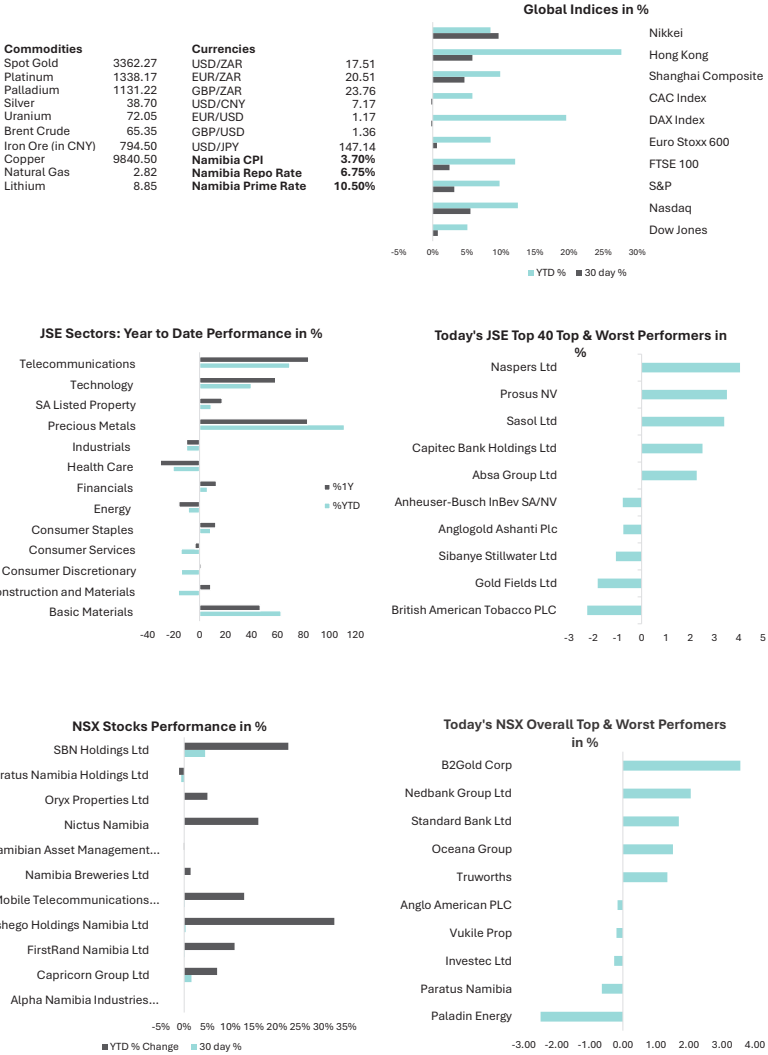 Global Indices in %
Commodities
Spot Gold 3362.27
Platinum 1338.17
Palladium 1131.22
Silver 38.70
Uranium 72.05
Brent Crude 65.35
Iron Ore (in CNY) 794.50
Copper 9840.50
Natural Gas 2.82
Lithium 8.85
Currencies
USD/ZAR 17.51
EUR/ZAR 20.51
GBP/ZAR 23.76
USD/CNY 7.17
EUR/USD 1.17
GBP/USD 1.36
USD/JPY 147.14
Namibia CPI 3.70%
Namibia Repo Rate 6.75%
Namibia Prime Rate 10.50%
Nikkei
Hong Kong
Shanghai Composite
CAC Index
DAX Index
Euro Stoxx 600
FTSE 100
S&P
Nasdaq
Dow Jones
-5% 0% 5% 10% 15% 20% 25% 30%
YTD % 30 day %
JSE Sectors: Year to Date Performance in %
Telecommunications
Technology
SA Listed Property
Precious Metals
Industrials
Health Care
Financials
Energy
Consumer Staples
Consumer Services
Consumer Discretionary
onstruction and Materials
Basic Materials
%1Y
%YTD
-40 -20 0 20 40 60 80 100 120
Today's JSE Top 40 Top & Worst Performers in
%
Naspers Ltd
Prosus NV
Sasol Ltd
Capitec Bank Holdings Ltd
Absa Group Ltd
Anheuser-Busch InBev SA/NV
Anglogold Ashanti Plc
Sibanye Stillwater Ltd
Gold Fields Ltd
British American Tobacco PLC
-3 -2 -1 0 1 2 3 4 5
NSX Stocks Performance in %
SBN Holdings Ltd
ratus Namibia Holdings Ltd
Oryx Properties Ltd
Nictus Namibia
amibian Asset Management...
Namibia Breweries Ltd
Mobile Telecommunications...
shego Holdings Namibia Ltd
FirstRand Namibia Ltd
Capricorn Group Ltd
Alpha Namibia Industries...
-5% 0% 5% 10% 15% 20% 25% 30% 35%
YTD % Change 30 day %
Today's NSX Overall Top & Worst Perfomers
in %
B2Gold Corp
Nedbank Group Ltd
Standard Bank Ltd
Oceana Group
Truworths
Anglo American PLC
Vukile Prop
Investec Ltd
Paratus Namibia
Paladin Energy
-3.00 -2.00 -1.00 0.00 1.00 2.00 3.00 4.00